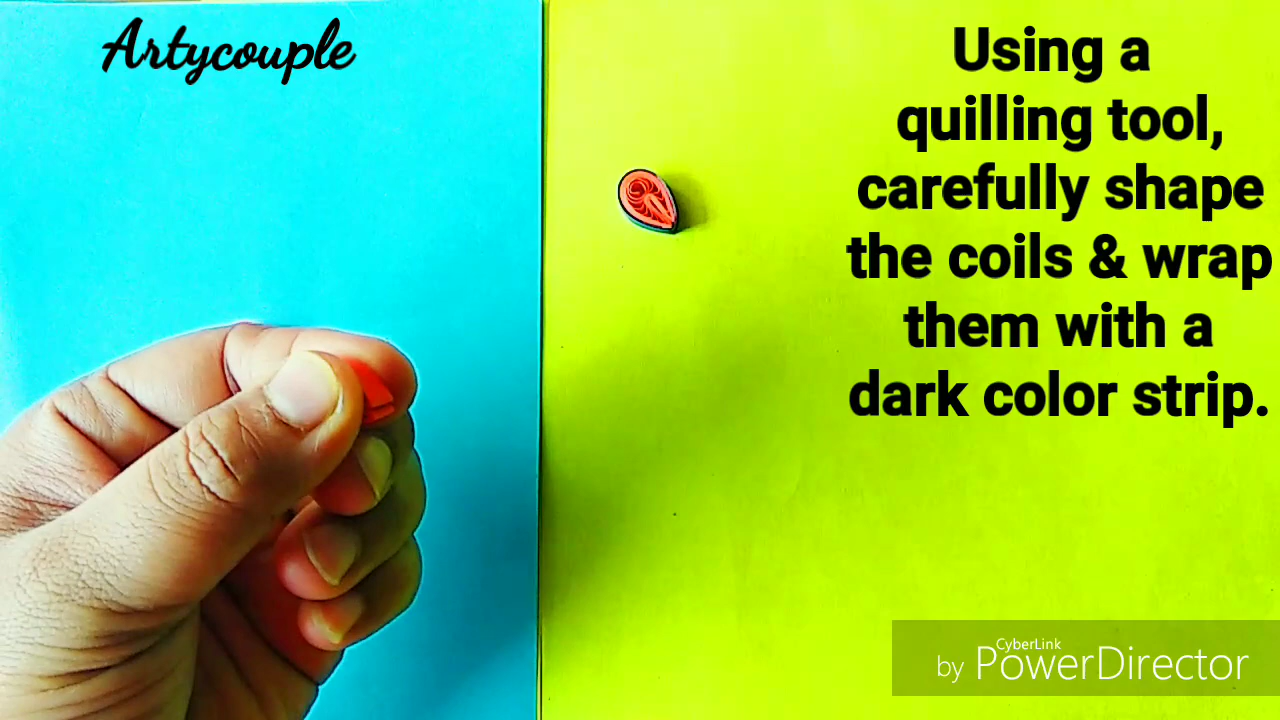 Artycouple
Using a
quilling tool,
carefully shape
the coils & wrap
them with a
dark color strip.
CyberLink
by PowerDirector